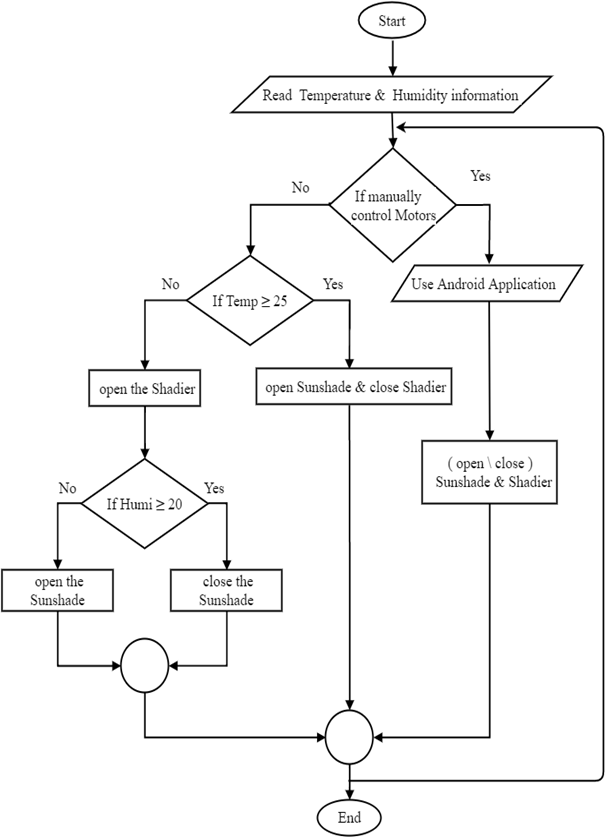 Start
Read Temperature & Humidity information
If manually
control Motors
No
Yes
If Temp ≥ 25
No
Yes
Use Android Application
open the Shadier
open Sunshade & close Shadier
( open \ close )
Sunshade & Shadier
If Humi ≥ 20
No
Yes
open the
Sunshade
close the
Sunshade
End